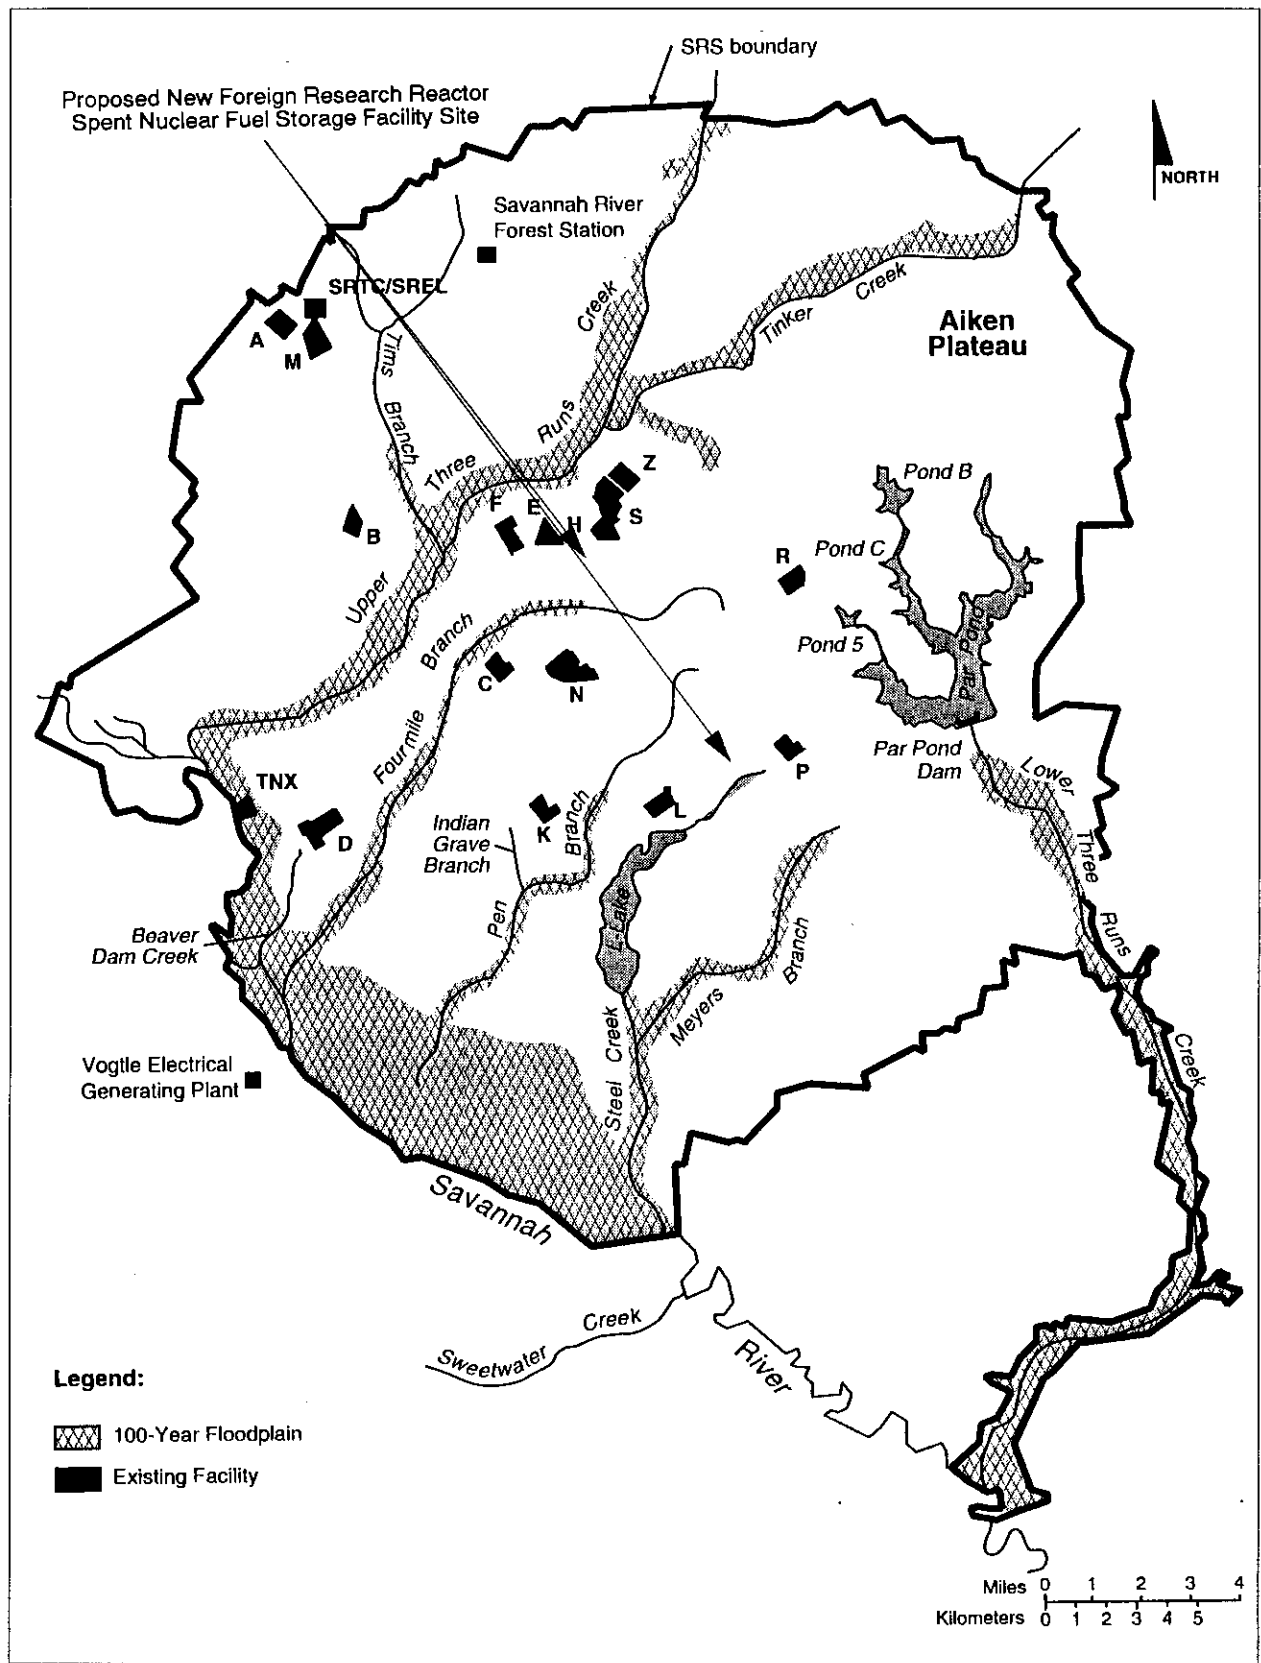 SRS boundary
Proposed New Foreign Research Reactor
Spent Nuclear Fuel Storage Facility Site
NORTH
Savannah River
Forest Station
SRTC/SREL
A
M
Tims
Branch
Creek
Runs
Three
Upper
Tinker
Creek
Aiken
Plateau
Z
S
F
E
H
B
R
Pond B
Pond C
Pond 5
Par Pond
Par Pond
Dam
Branch
Fourmile
C
N
P
L
K
TNX
D
Indian
Grave
Branch
Branch
Pen
L-Lake
Lower
Three
Runs
Creek
Beaver
Dam Creek
Branch
Meyers
Steel Creek
Vogtle Electrical
Generating Plant
Savannah
River
Creek
Sweetwater
Legend:
100-Year Floodplain
Existing Facility
Miles 0 1 2 3 4
Kilometers 0 1 2 3 4 5